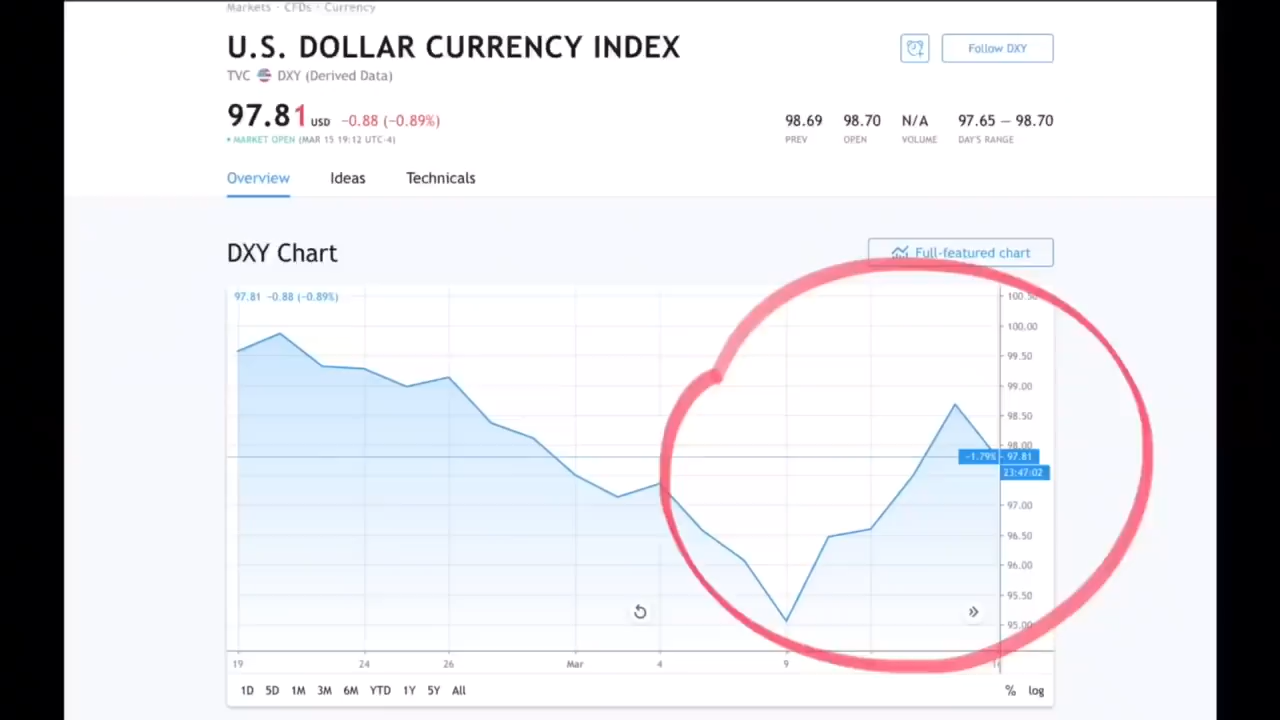 Markets · CFDs · Currency
U.S. DOLLAR CURRENCY INDEX
Follow DXY
TVC DXY (Derived Data)
97.81 USD −0.88 (−0.89%)
98.69 98.70 N/A 97.65 — 98.70
• MARKET OPEN (MAR 15 19:12 UTC-4)
PREV OPEN VOLUME DAY'S RANGE
Overview Ideas Technicals
DXY Chart
Full-featured chart
97.81 −0.88 (−0.89%)
100.50
100.00
99.50
99.00
98.50
98.00
−1.79% 97.81
23:47:02
97.00
96.50
96.00
95.50
95.00
19 24 26 Mar 4 9
1D 5D 1M 3M 6M YTD 1Y 5Y All
% log